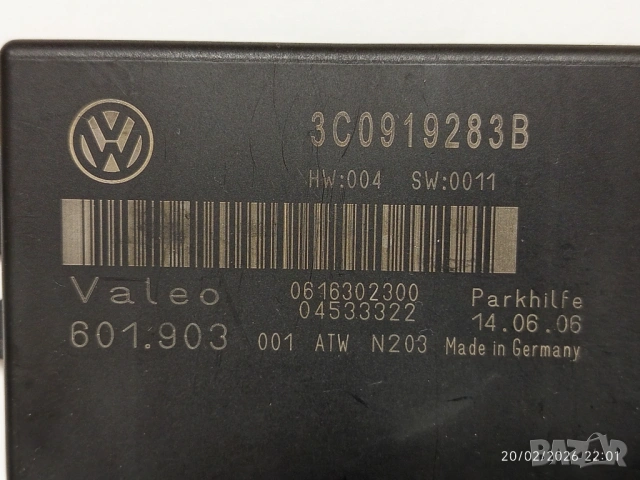 3C0919283B
HW:004 SW:0011
Valeo
0616302300
04533322
Parkhilfe
14.06.06
601.903
001 ATW N203
Made in Germany
20/02/2026 22:01
BAZAR